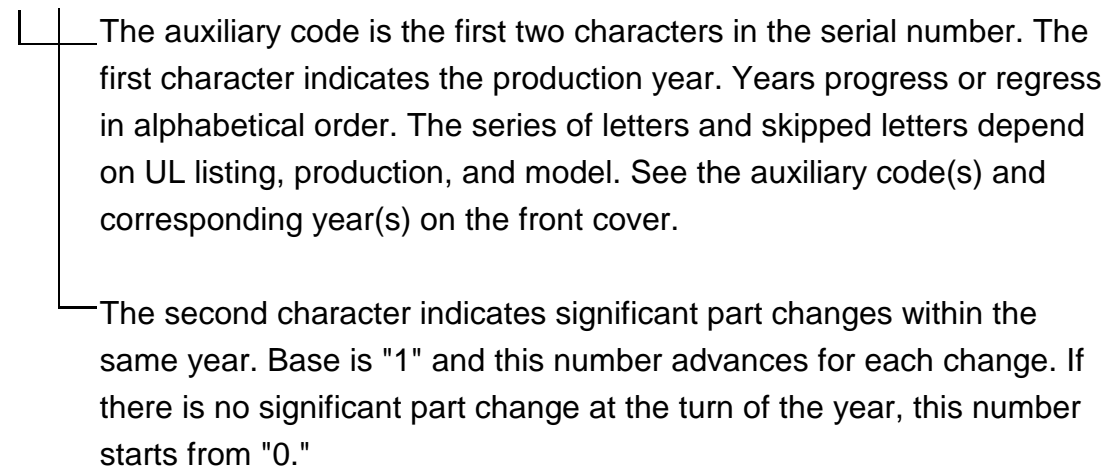 The auxiliary code is the first two characters in the serial number. The
first character indicates the production year. Years progress or regress
in alphabetical order. The series of letters and skipped letters depend
on UL listing, production, and model. See the auxiliary code(s) and
corresponding year(s) on the front cover.
The second character indicates significant part changes within the
same year. Base is "1" and this number advances for each change. If
there is no significant part change at the turn of the year, this number
starts from "0."